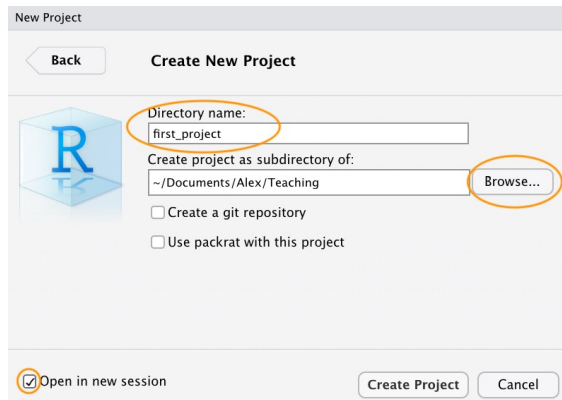 New Project
Back
Create New Project
R
Directory name:
first_project
Create project as subdirectory of:
~/Documents/Alex/Teaching
Browse...
Create a git repository
Use packrat with this project
Open in new session
Create Project
Cancel